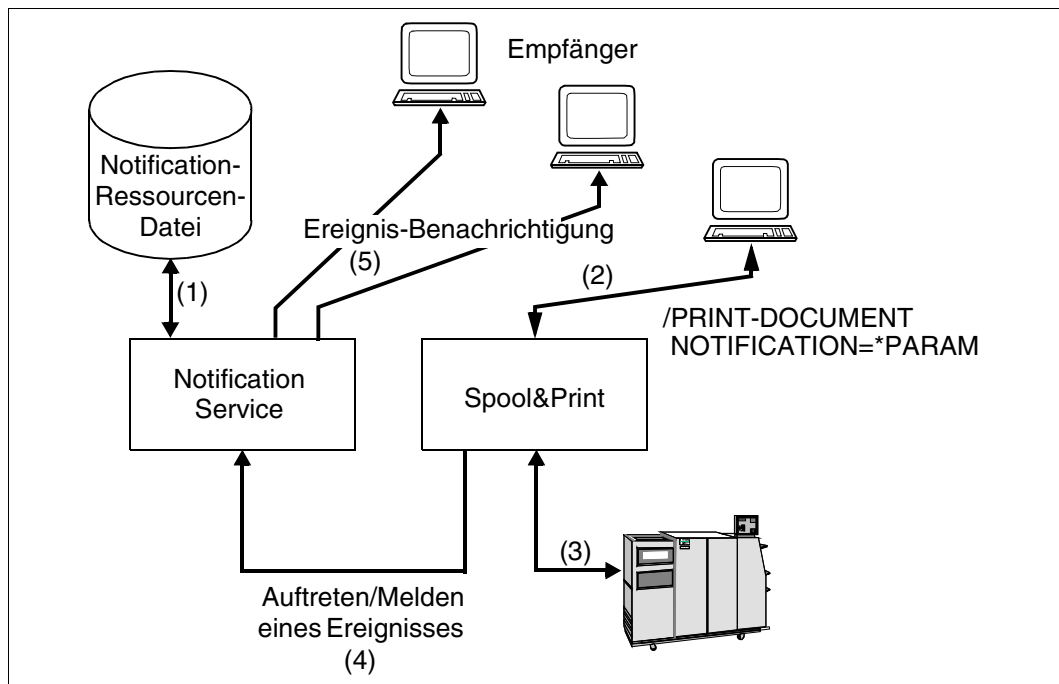 Empfänger
Notification-
Ressourcen-
Datei
Ereignis-Benachrichtigung
(5)
(1)
(2)
/PRINT-DOCUMENT
NOTIFICATION=*PARAM
Notification
Service
Spool&Print
(3)
Auftreten/Melden
eines Ereignisses
(4)